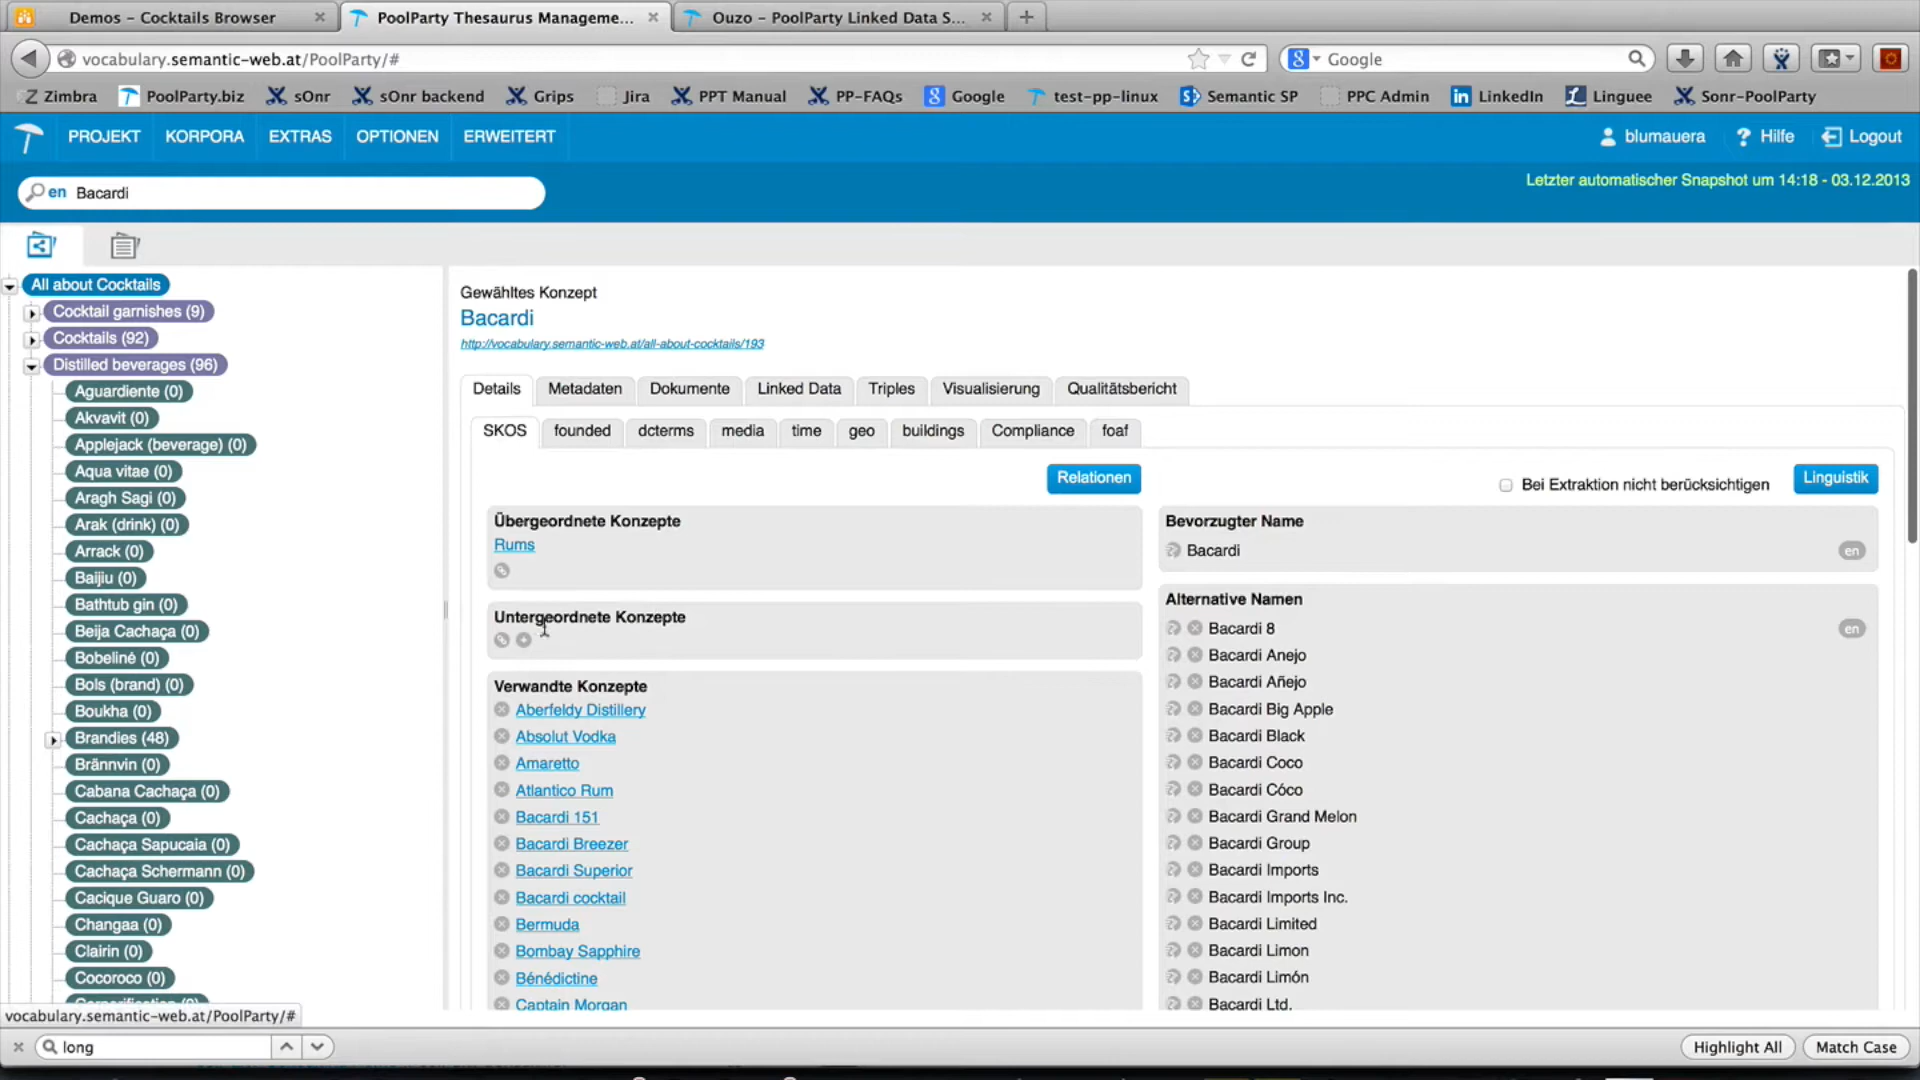 Demos – Cocktails Browser
PoolParty Thesaurus Manageme...
Ouzo – PoolParty Linked Data S...
vocabulary.semantic-web.at/PoolParty/#
Google
Zimbra
PoolParty.biz
sOnr
sOnr backend
Grips
Jira
PPT Manual
PP-FAQs
Google
test-pp-linux
Semantic SP
PPC Admin
LinkedIn
Linguee
Sonr-PoolParty
PROJEKT
KORPORA
EXTRAS
OPTIONEN
ERWEITERT
blumauera
Hilfe
Logout
en Bacardi
Letzter automatischer Snapshot um 14:18 - 03.12.2013
All about Cocktails
Cocktail garnishes (9)
Cocktails (92)
Distilled beverages (96)
Aguardiente (0)
Akvavit (0)
Applejack (beverage) (0)
Aqua vitae (0)
Aragh Sagi (0)
Arak (drink) (0)
Arrack (0)
Baijiu (0)
Bathtub gin (0)
Beija Cachaça (0)
Bobelinė (0)
Bols (brand) (0)
Boukha (0)
Brandies (48)
Brännvin (0)
Cabana Cachaça (0)
Cachaça (0)
Cachaça Sapucaia (0)
Cachaça Schermann (0)
Cacique Guaro (0)
Changaa (0)
Clairin (0)
Cocoroco (0)
vocabulary.semantic-web.at/PoolParty/#
Gewähltes Konzept
Bacardi
http://vocabulary.semantic-web.at/all-about-cocktails/193
Details
Metadaten
Dokumente
Linked Data
Triples
Visualisierung
Qualitätsbericht
SKOS
founded
dcterms
media
time
geo
buildings
Compliance
foaf
Relationen
Bei Extraktion nicht berücksichtigen
Linguistik
Übergeordnete Konzepte
Rums
Untergeordnete Konzepte
Verwandte Konzepte
Aberfeldy Distillery
Absolut Vodka
Amaretto
Atlantico Rum
Bacardi 151
Bacardi Breezer
Bacardi Superior
Bacardi cocktail
Bermuda
Bombay Sapphire
Bénédictine
Captain Morgan
Bevorzugter Name
Bacardi
en
Alternative Namen
Bacardi 8
en
Bacardi Anejo
Bacardi Añejo
Bacardi Big Apple
Bacardi Black
Bacardi Coco
Bacardi Cóco
Bacardi Grand Melon
Bacardi Group
Bacardi Imports
Bacardi Imports Inc.
Bacardi Limited
Bacardi Limon
Bacardi Limón
Bacardi Ltd.
long
Highlight All
Match Case